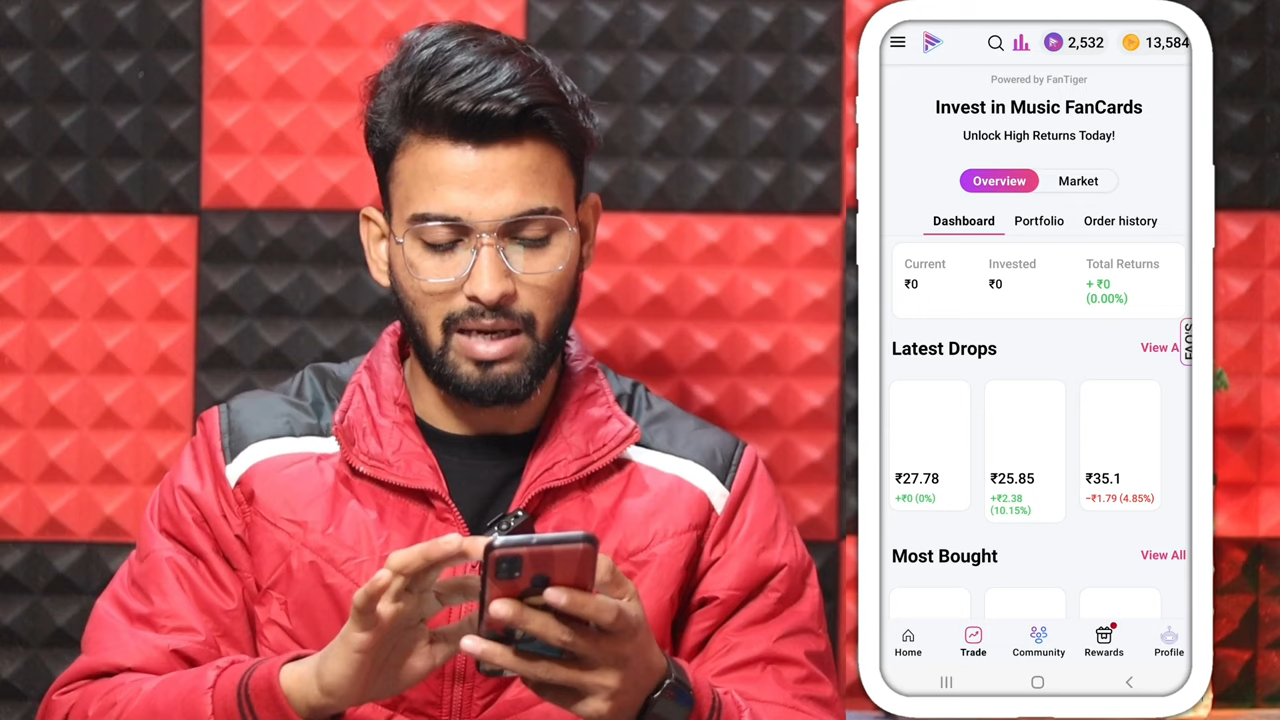 2,532
13,584
Powered by FanTiger
Invest in Music FanCards
Unlock High Returns Today!
Overview
Market
Dashboard
Portfolio
Order history
Current
Invested
Total Returns
₹0
₹0
+ ₹0
(0.00%)
FAQ'S
Latest Drops
View A
₹27.78
+₹0 (0%)
₹25.85
+₹2.38
(10.15%)
₹35.1
−₹1.79 (4.85%)
Most Bought
View All
Home
Trade
Community
Rewards
Profile